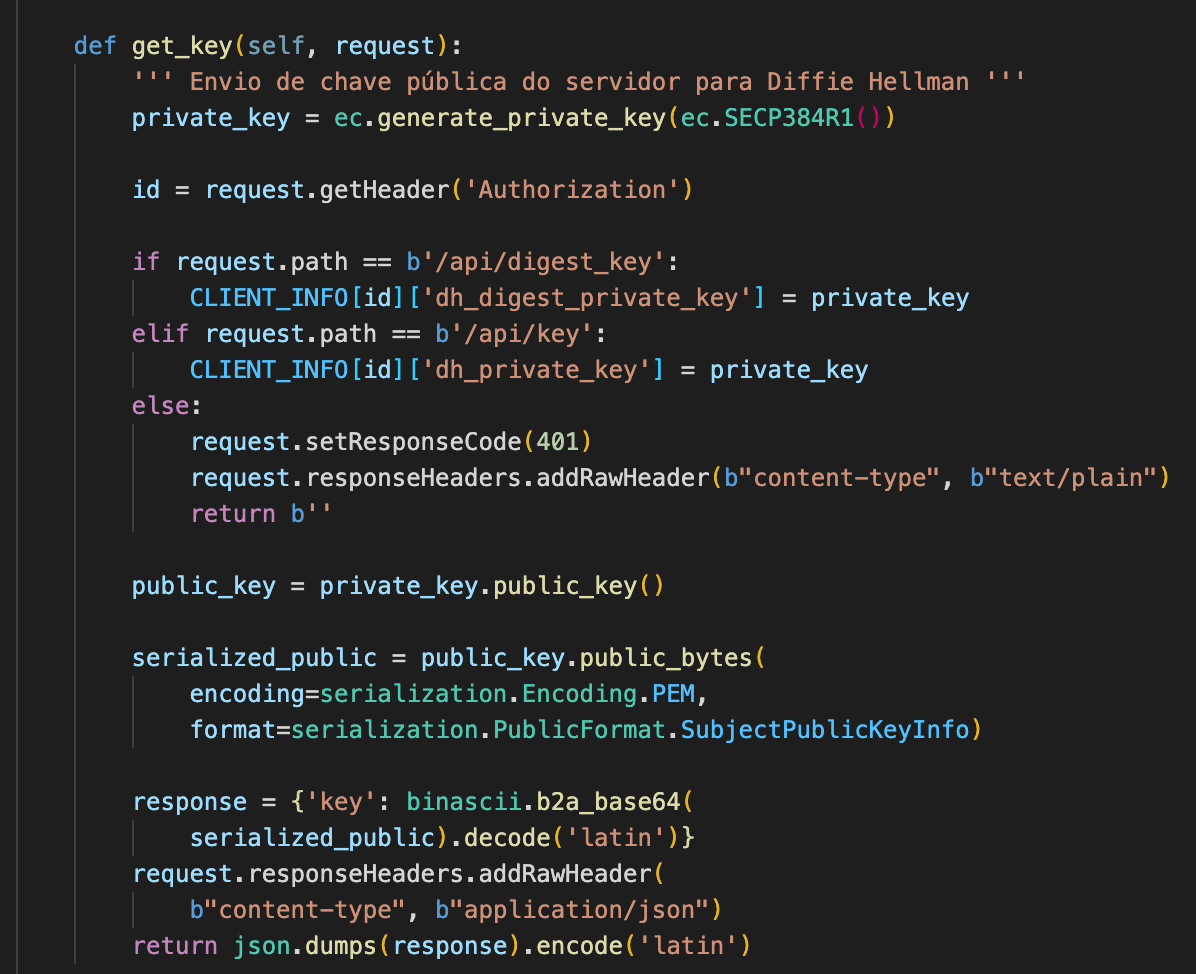 def get_key(self, request):
''' Envio de chave pública do servidor para Diffie Hellman '''
private_key = ec.generate_private_key(ec.SECP384R1())
id = request.getHeader('Authorization')
if request.path == b'/api/digest_key':
CLIENT_INFO[id]['dh_digest_private_key'] = private_key
elif request.path == b'/api/key':
CLIENT_INFO[id]['dh_private_key'] = private_key
else:
request.setResponseCode(401)
request.responseHeaders.addRawHeader(b"content-type", b"text/plain")
return b''
public_key = private_key.public_key()
serialized_public = public_key.public_bytes(
encoding=serialization.Encoding.PEM,
format=serialization.PublicFormat.SubjectPublicKeyInfo)
response = {'key': binascii.b2a_base64(
serialized_public).decode('latin')}
request.responseHeaders.addRawHeader(
b"content-type", b"application/json")
return json.dumps(response).encode('latin')